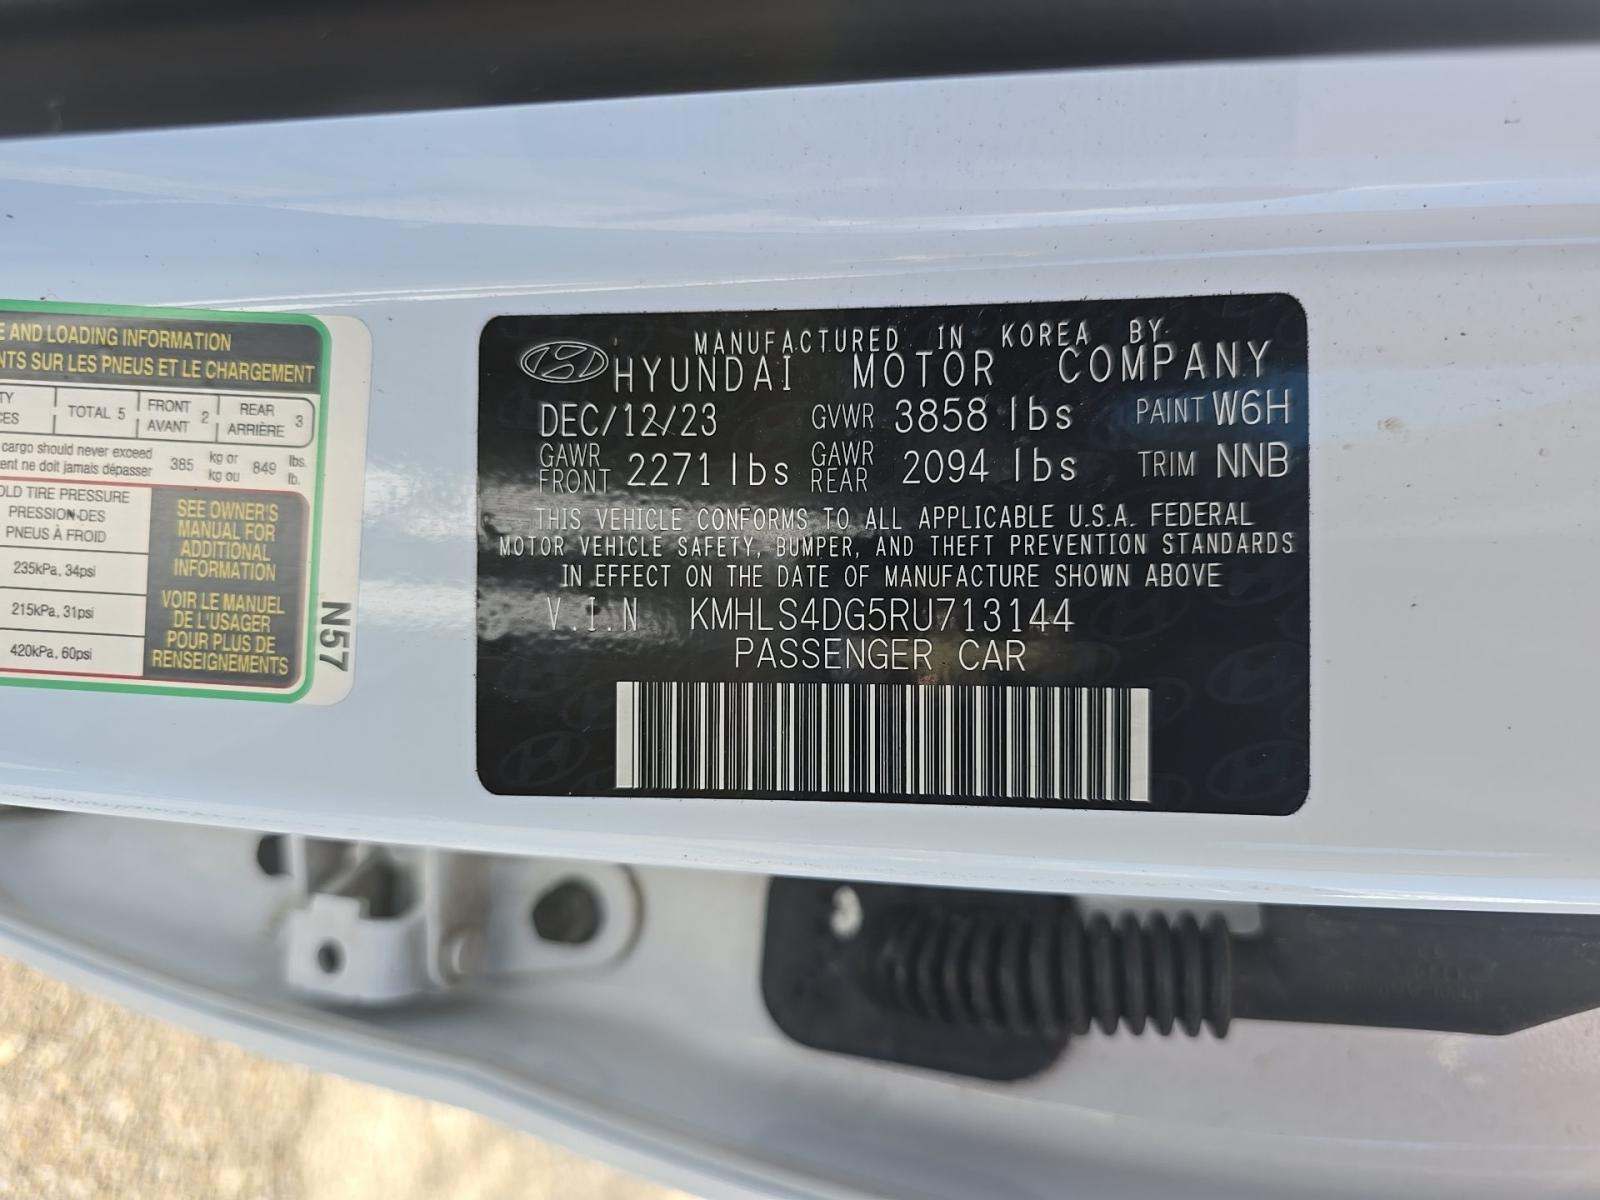 E AND LOADING INFORMATION
NTS SUR LES PNEUS ET LE CHARGEMENT
TY
CES
TOTAL 5
FRONT
AVANT
2
REAR
ARRIÈRE
3
cargo should never exceed
ent ne doit jamais dépasser
385
kg or
kg ou
849
lbs.
lb.
OLD TIRE PRESSURE
PRESSION DES
PNEUS À FROID
235kPa, 34psi
215kPa, 31psi
420kPa, 60psi
SEE OWNER'S
MANUAL FOR
ADDITIONAL
INFORMATION
VOIR LE MANUEL
DE L'USAGER
POUR PLUS DE
RENSEIGNEMENTS
N57
MANUFACTURED IN KOREA BY
HYUNDAI MOTOR COMPANY
DEC/12/23 GVWR 3858 lbs PAINT W6H
GAWR FRONT 2271 lbs GAWR REAR 2094 lbs TRIM NNB
THIS VEHICLE CONFORMS TO ALL APPLICABLE U.S.A. FEDERAL
MOTOR VEHICLE SAFETY, BUMPER, AND THEFT PREVENTION STANDARDS
IN EFFECT ON THE DATE OF MANUFACTURE SHOWN ABOVE
V.I.N KMHLS4DG5RU713144
PASSENGER CAR
3